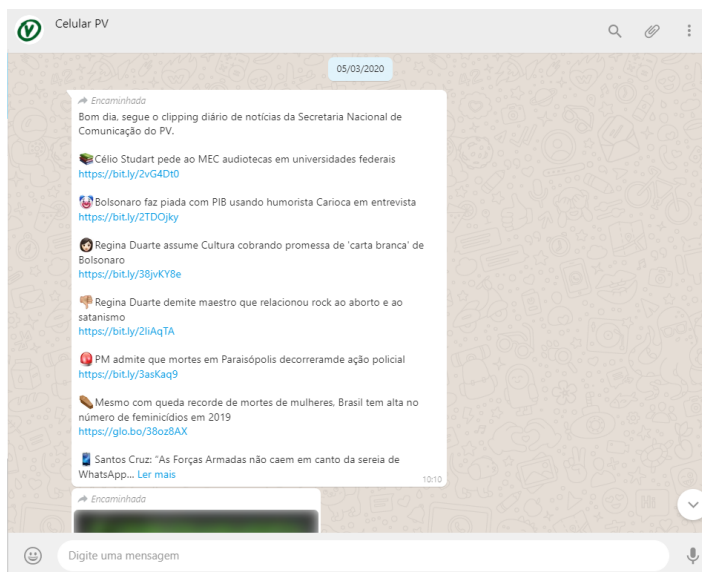 Celular PV
05/03/2020
Encaminhada
Bom dia, segue o clipping diário de notícias da Secretaria Nacional de
Comunicação do PV.
Célio Studart pede ao MEC audiotecas em universidades federais
https://bit.ly/2vG4Dt0
Bolsonaro faz piada com PIB usando humorista Carioca em entrevista
https://bit.ly/2TDOjky
Regina Duarte assume Cultura cobrando promessa de 'carta branca' de
Bolsonaro
https://bit.ly/38jvKY8e
Regina Duarte demite maestro que relacionou rock ao aborto e ao
satanismo
https://bit.ly/2IiAqTA
PM admite que mortes em Paraisópolis decorreramde ação policial
https://bit.ly/3asKaq9
Mesmo com queda recorde de mortes de mulheres, Brasil tem alta no
número de feminicídios em 2019
https://glo.bo/38oz8AX
Santos Cruz: "As Forças Armadas não caem em canto da sereia de
WhatsApp... Ler mais
10:10
Encaminhada
Digite uma mensagem